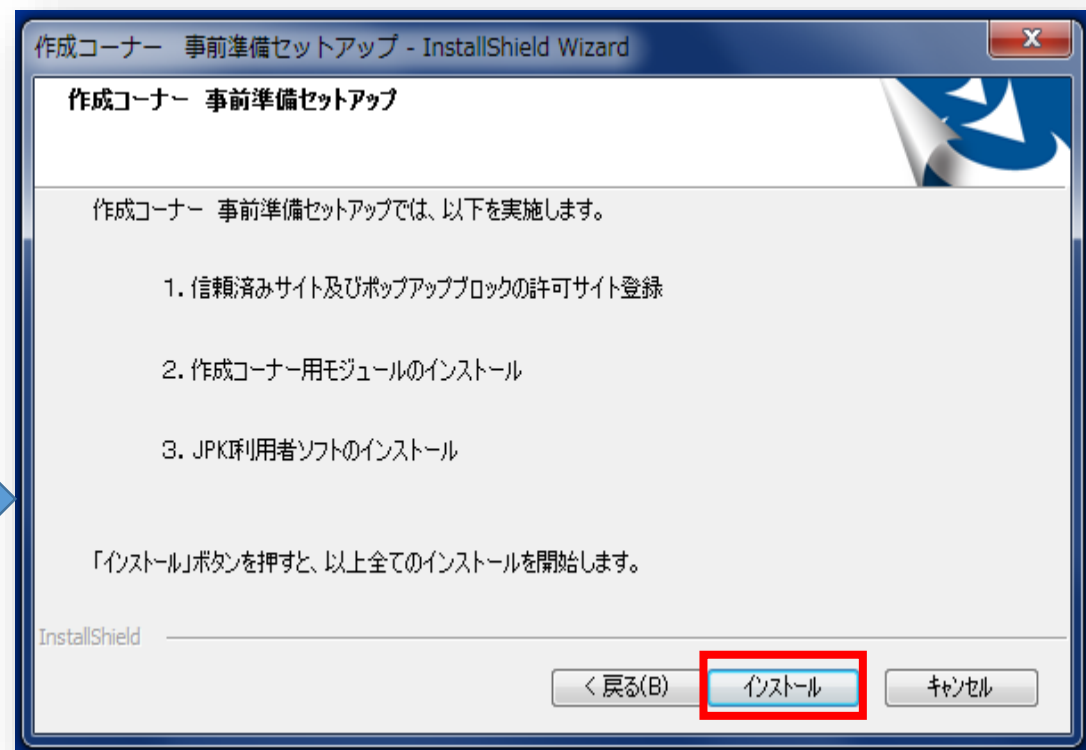 作成コーナー　事前準備セットアップ - InstallShield Wizard
作成コーナー 事前準備セットアップ
作成コーナー 事前準備セットアップでは、以下を実施します。
１. 信頼済みサイト及びポップアップブロックの許可サイト登録
２. 作成コーナー用モジュールのインストール
３. JPKI利用者ソフトのインストール
「インストール」ボタンを押すと、以上全てのインストールを開始します。
InstallShield
< 戻る(B)
インストール
キャンセル